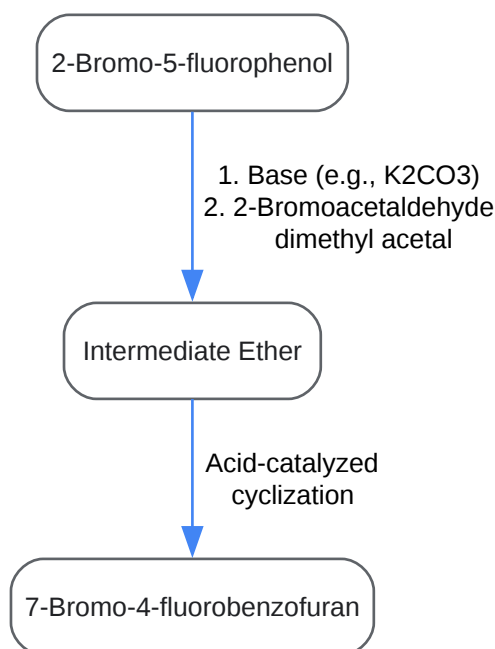 2-Bromo-5-fluorophenol
1. Base (e.g., K2CO3)
2. 2-Bromoacetaldehyde
dimethyl acetal
Intermediate Ether
Acid-catalyzed
cyclization
7-Bromo-4-fluorobenzofuran